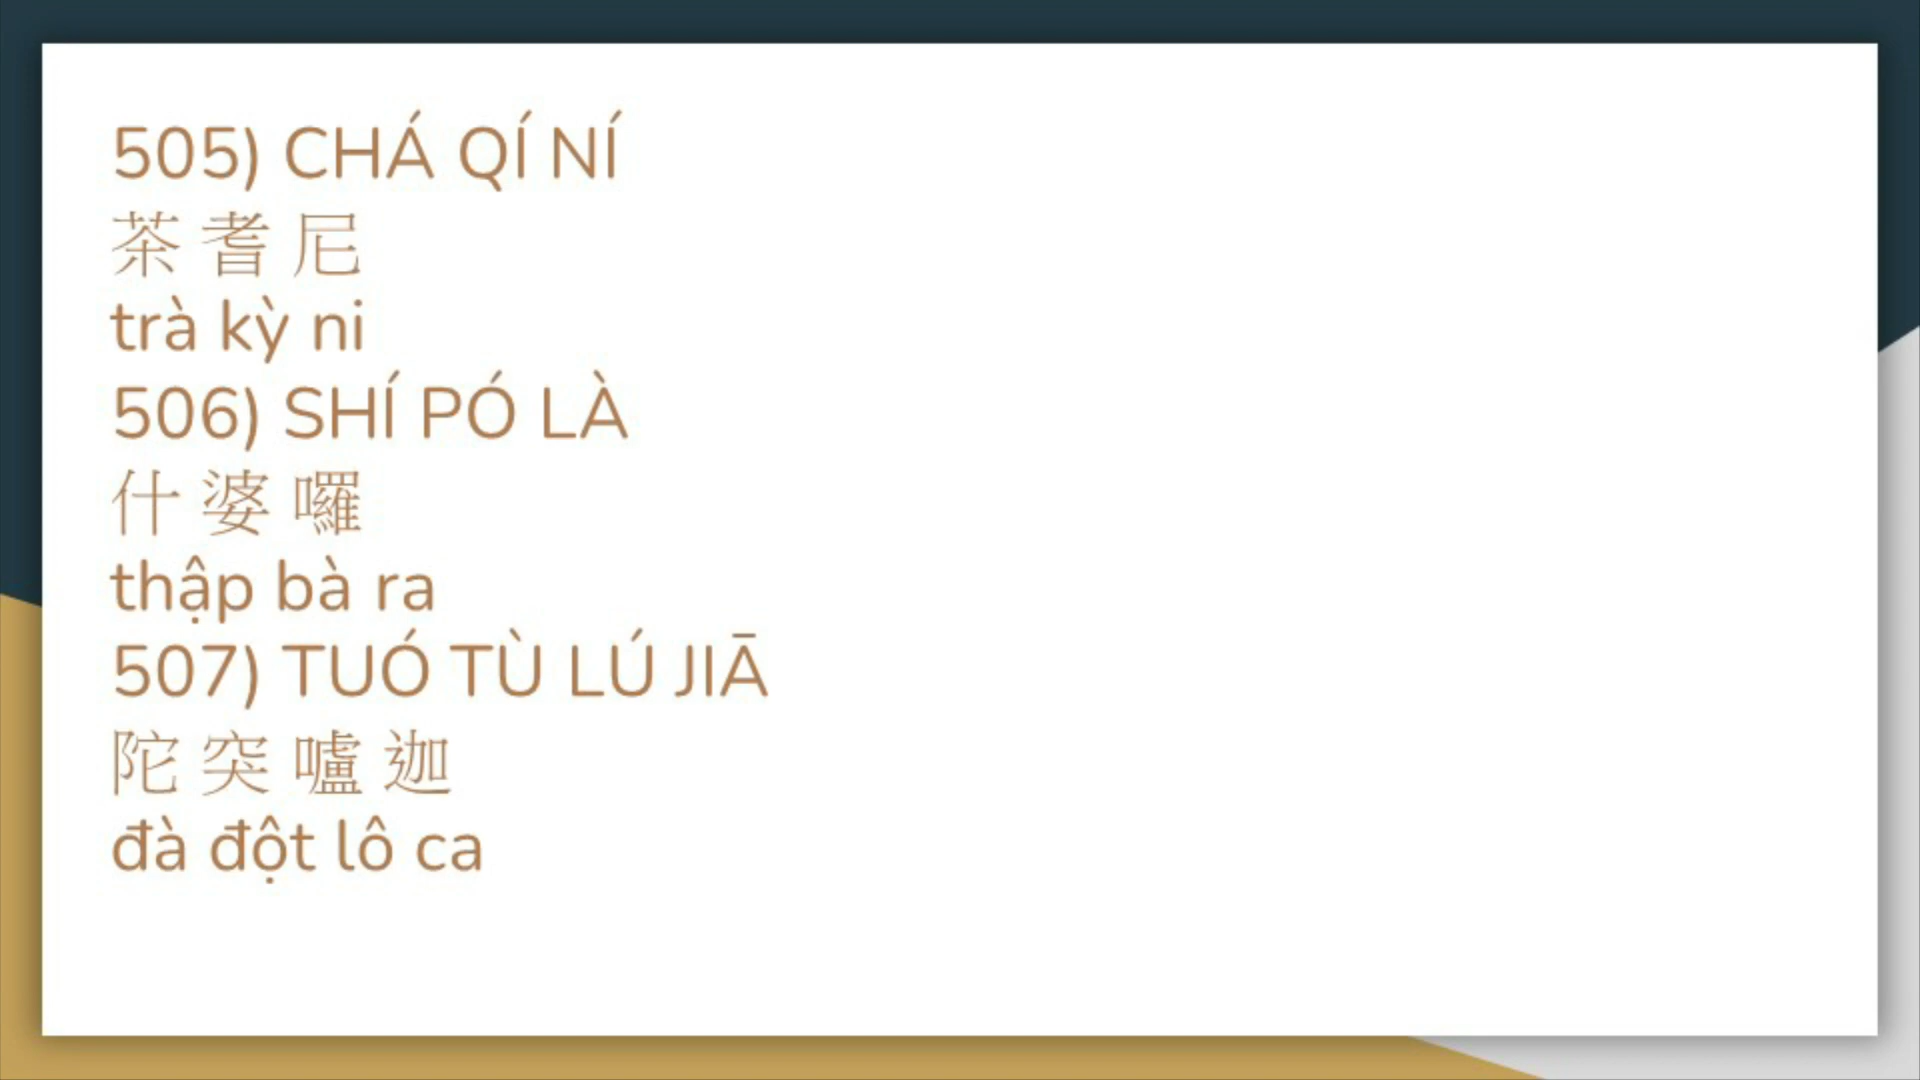 505) CHÁ QÍ NÍ
茶 耆 尼
trà kỳ ni
506) SHÍ PÓ LÀ
什 婆 囉
thập bà ra
507) TUÓ TÙ LÚ JIĀ
陀 突 嚧 迦
đà đột lô ca